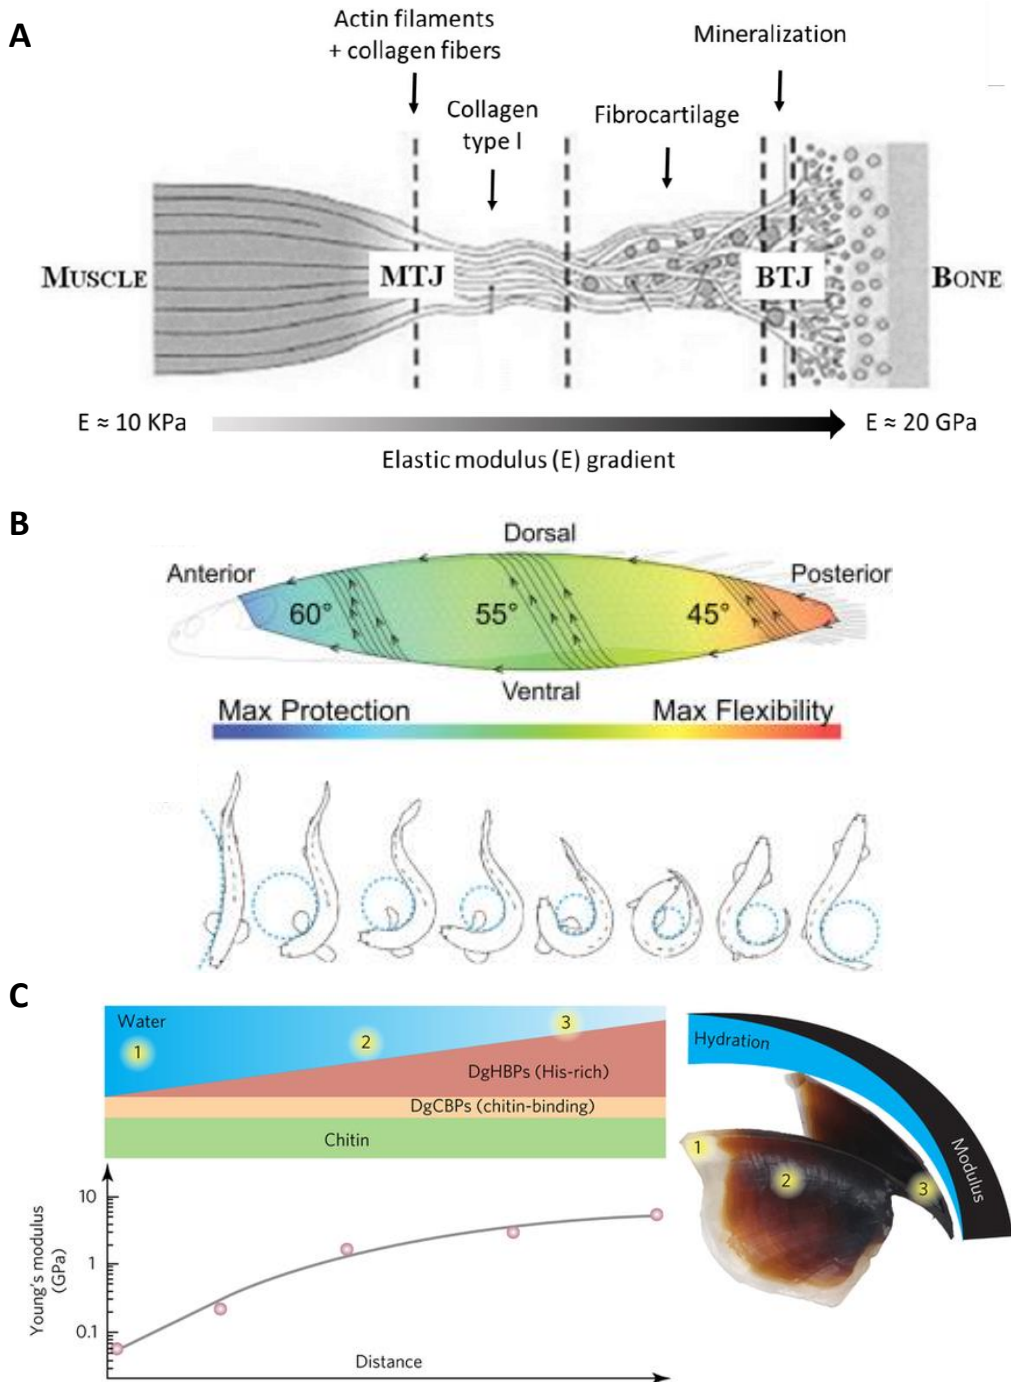 A
Actin filaments
+ collagen fibers
Mineralization
Collagen
type I
Fibrocartilage
MUSCLE
MTJ
BTJ
BONE
E ≈ 10 KPa
E ≈ 20 GPa
Elastic modulus (E) gradient
B
Dorsal
Anterior
Posterior
60°
55°
45°
Ventral
Max Protection
Max Flexibility
C
Water
1
2
3
DgHBPs (His-rich)
DgCBPs (chitin-binding)
Chitin
Hydration
Modulus
1
2
3
10
1
0.1
Young's modulus
(GPa)
Distance